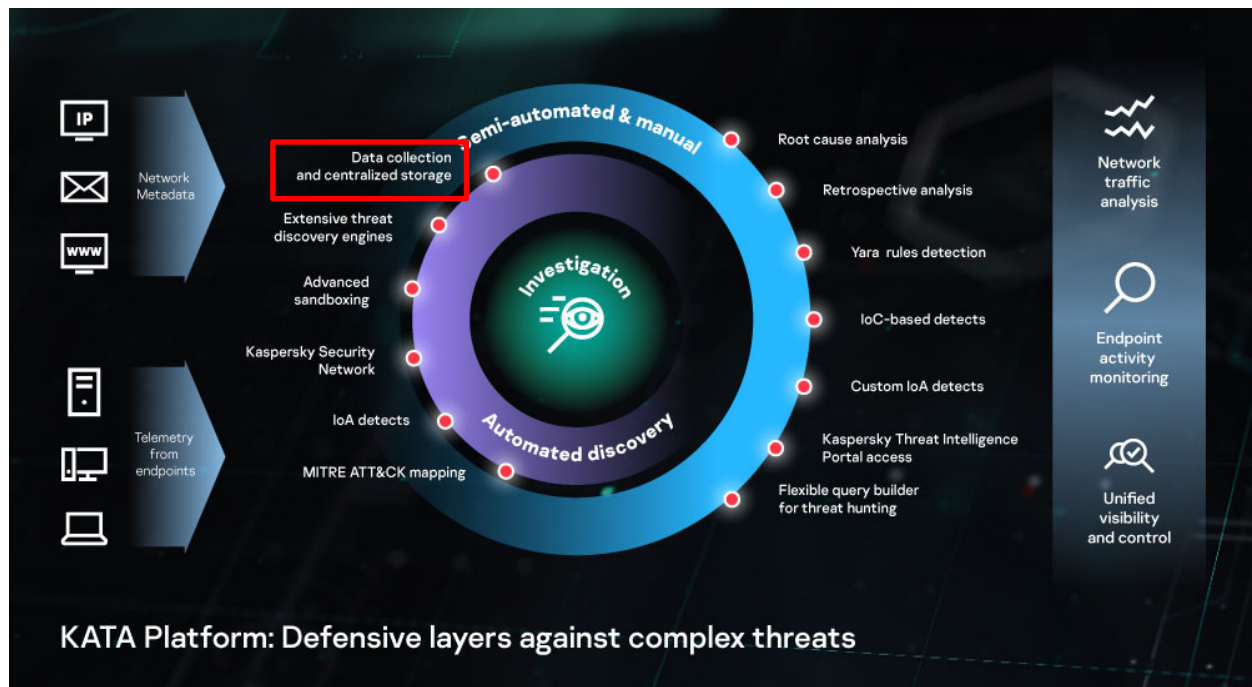 IP
WWW
Network
Metadata
Telemetry
from
endpoints
Data collection
and centralized storage
Extensive threat
discovery engines
Advanced
sandboxing
Kaspersky Security
Network
IoA detects
MITRE ATT&CK mapping
Semi-automated & manual
Investigation
Automated discovery
Root cause analysis
Retrospective analysis
Yara rules detection
IoC-based detects
Custom IoA detects
Kaspersky Threat Intelligence
Portal access
Flexible query builder
for threat hunting
Network
traffic
analysis
Endpoint
activity
monitoring
Unified
visibility
and control
KATA Platform: Defensive layers against complex threats